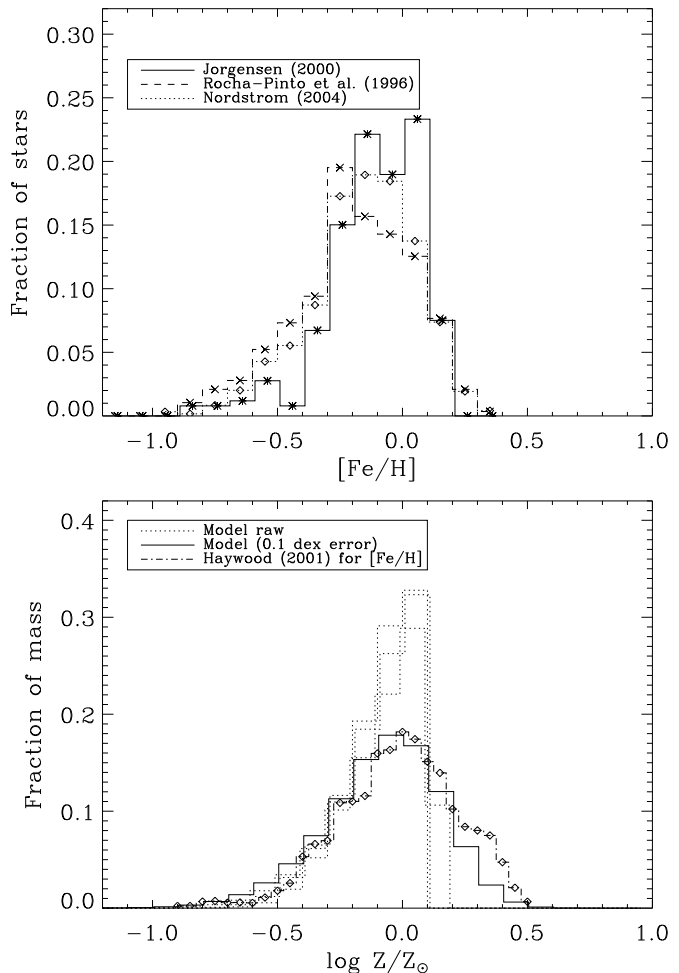 0.30
0.25
0.20
0.15
0.10
0.05
0.00
Fraction of stars
Jorgensen (2000)
Rocha-Pinto et al. (1996)
Nordstrom (2004)
-1.0 -0.5 0.0 0.5 1.0
[Fe/H]
0.4
0.3
0.2
0.1
0.0
Fraction of mass
Model raw
Model (0.1 dex error)
Haywood (2001) for [Fe/H]
-1.0 -0.5 0.0 0.5 1.0
log Z/Z⊙